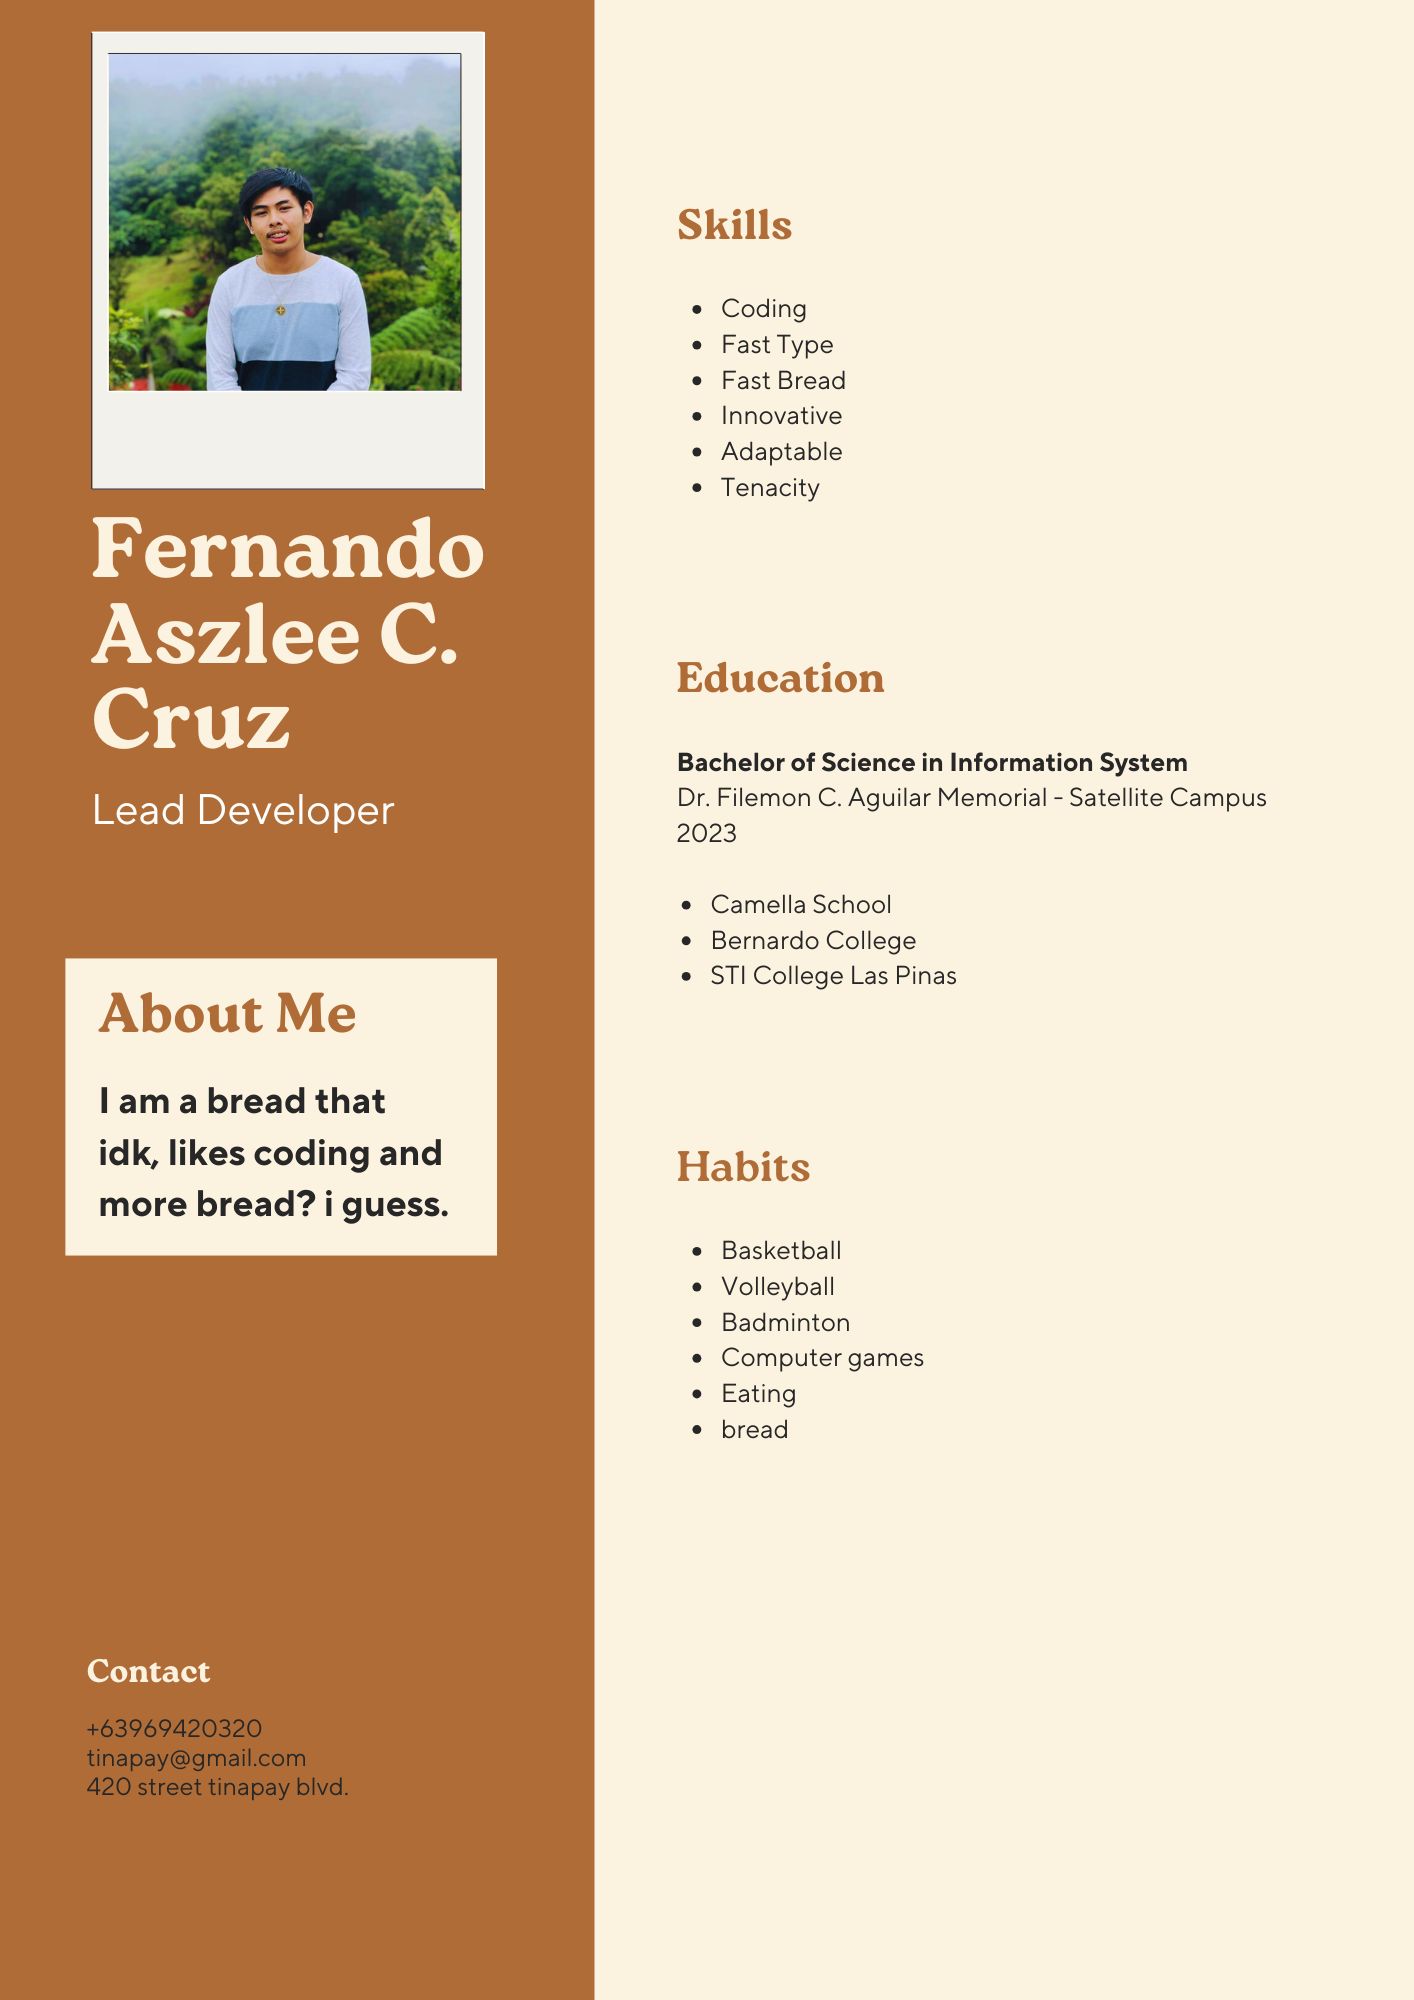 Fernando
Aszlee C.
Cruz
Lead Developer
About Me
I am a bread that
idk, likes coding and
more bread? i guess.
Contact
+63969420320
tinapay@gmail.com
420 street tinapay blvd.
Skills
Coding
Fast Type
Fast Bread
Innovative
Adaptable
Tenacity
Education
Bachelor of Science in Information System
Dr. Filemon C. Aguilar Memorial - Satellite Campus
2023
Camella School
Bernardo College
STI College Las Pinas
Habits
Basketball
Volleyball
Badminton
Computer games
Eating
bread